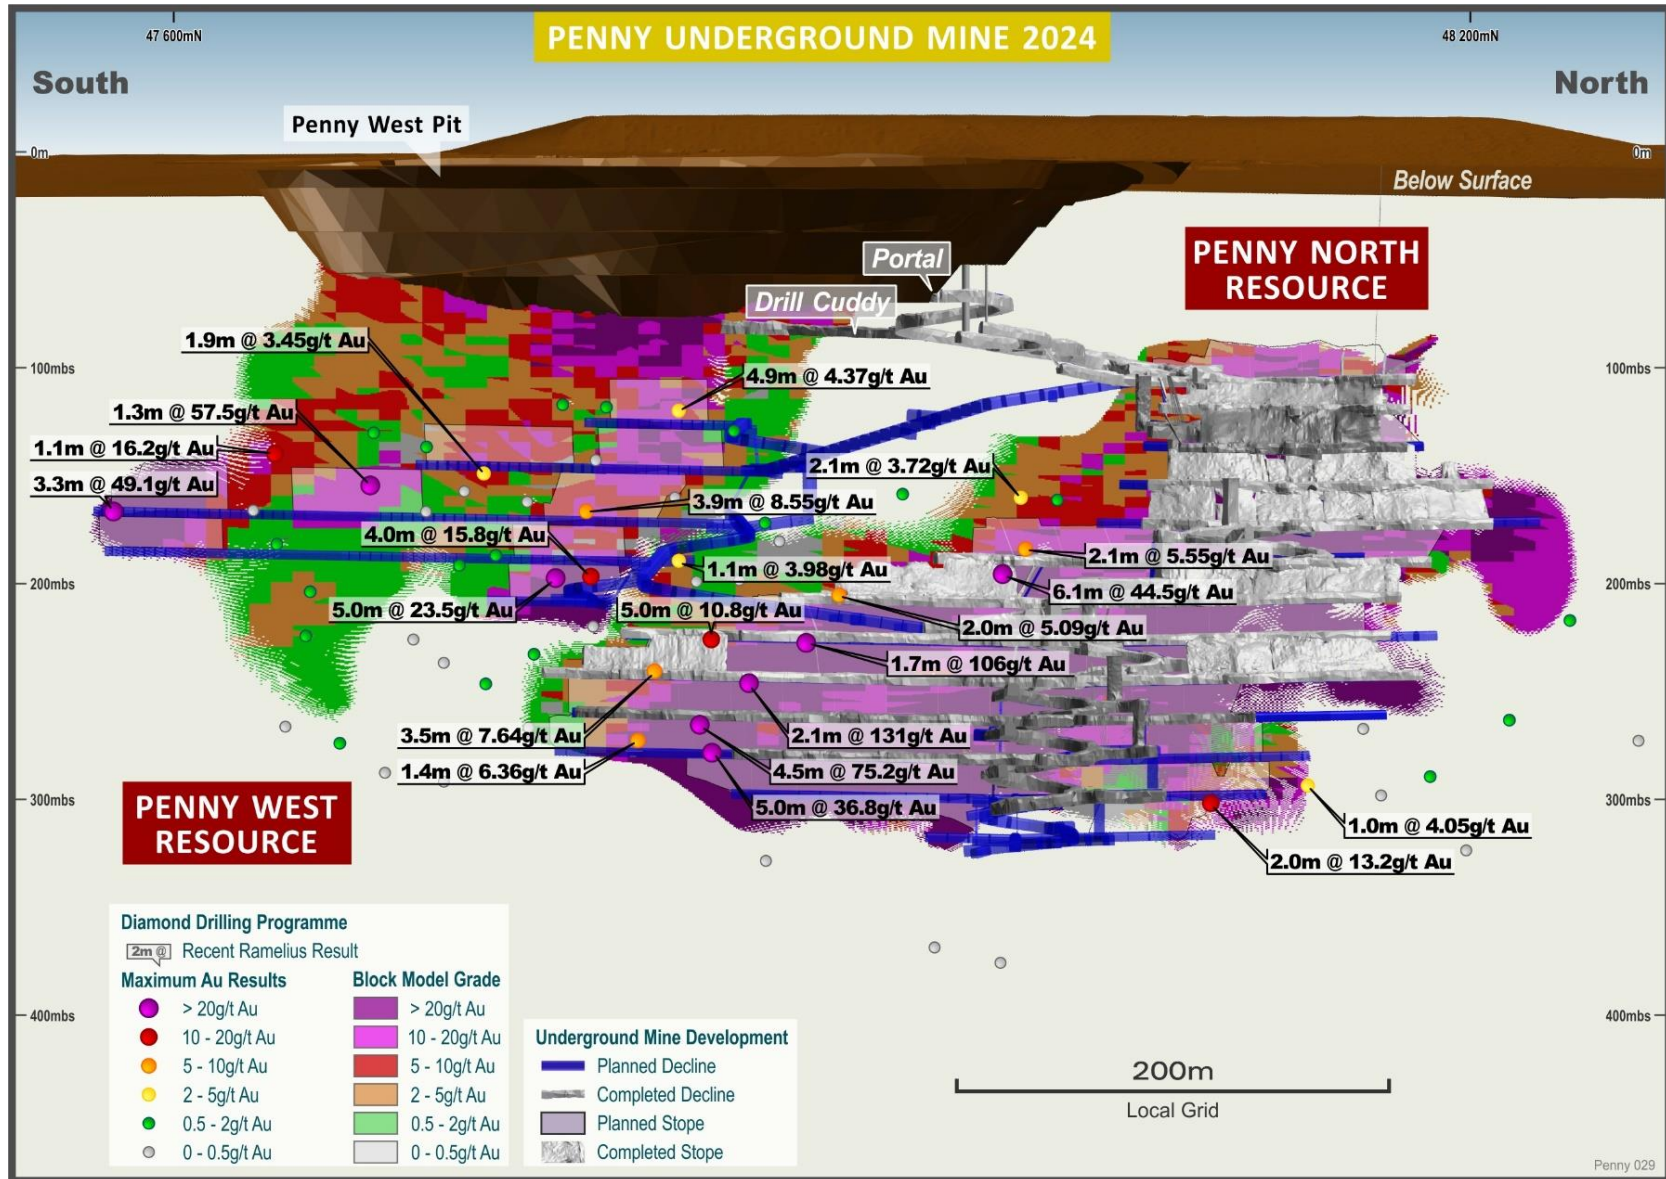 47 600mN
PENNY UNDERGROUND MINE 2024
48 200mN
South
North
Penny West Pit
0m
0m
Below Surface
Portal
PENNY NORTH
RESOURCE
Drill Cuddy
1.9m @ 3.45g/t Au
100mbs
100mbs
4.9m @ 4.37g/t Au
1.3m @ 57.5g/t Au
1.1m @ 16.2g/t Au
2.1m @ 3.72g/t Au
3.3m @ 49.1g/t Au
3.9m @ 8.55g/t Au
4.0m @ 15.8g/t Au
2.1m @ 5.55g/t Au
1.1m @ 3.98g/t Au
200mbs
200mbs
6.1m @ 44.5g/t Au
5.0m @ 23.5g/t Au
5.0m @ 10.8g/t Au
2.0m @ 5.09g/t Au
1.7m @ 106g/t Au
3.5m @ 7.64g/t Au
2.1m @ 131g/t Au
1.4m @ 6.36g/t Au
4.5m @ 75.2g/t Au
300mbs
300mbs
5.0m @ 36.8g/t Au
PENNY WEST
RESOURCE
1.0m @ 4.05g/t Au
2.0m @ 13.2g/t Au
Diamond Drilling Programme
2m @
Recent Ramelius Result
Maximum Au Results
> 20g/t Au
10 - 20g/t Au
5 - 10g/t Au
2 - 5g/t Au
0.5 - 2g/t Au
0 - 0.5g/t Au
Block Model Grade
> 20g/t Au
10 - 20g/t Au
5 - 10g/t Au
2 - 5g/t Au
0.5 - 2g/t Au
0 - 0.5g/t Au
400mbs
400mbs
Underground Mine Development
Planned Decline
Completed Decline
Planned Stope
Completed Stope
200m
Local Grid
Penny 029